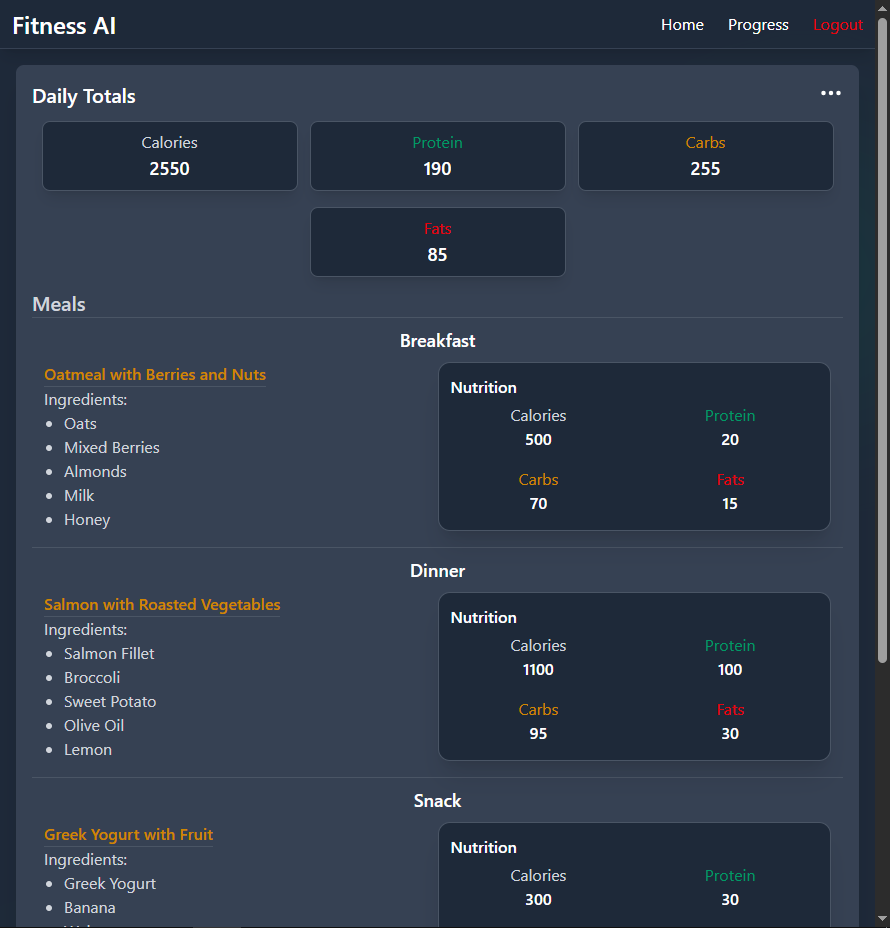 Fitness AI
Home Progress Logout
Daily Totals
•••
Calories
2550
Protein
190
Carbs
255
Fats
85
Meals
Breakfast
Oatmeal with Berries and Nuts
Ingredients:
• Oats
• Mixed Berries
• Almonds
• Milk
• Honey
Nutrition
Calories
500
Protein
20
Carbs
70
Fats
15
Dinner
Salmon with Roasted Vegetables
Ingredients:
• Salmon Fillet
• Broccoli
• Sweet Potato
• Olive Oil
• Lemon
Nutrition
Calories
1100
Protein
100
Carbs
95
Fats
30
Snack
Greek Yogurt with Fruit
Ingredients:
• Greek Yogurt
• Banana
Nutrition
Calories
300
Protein
30